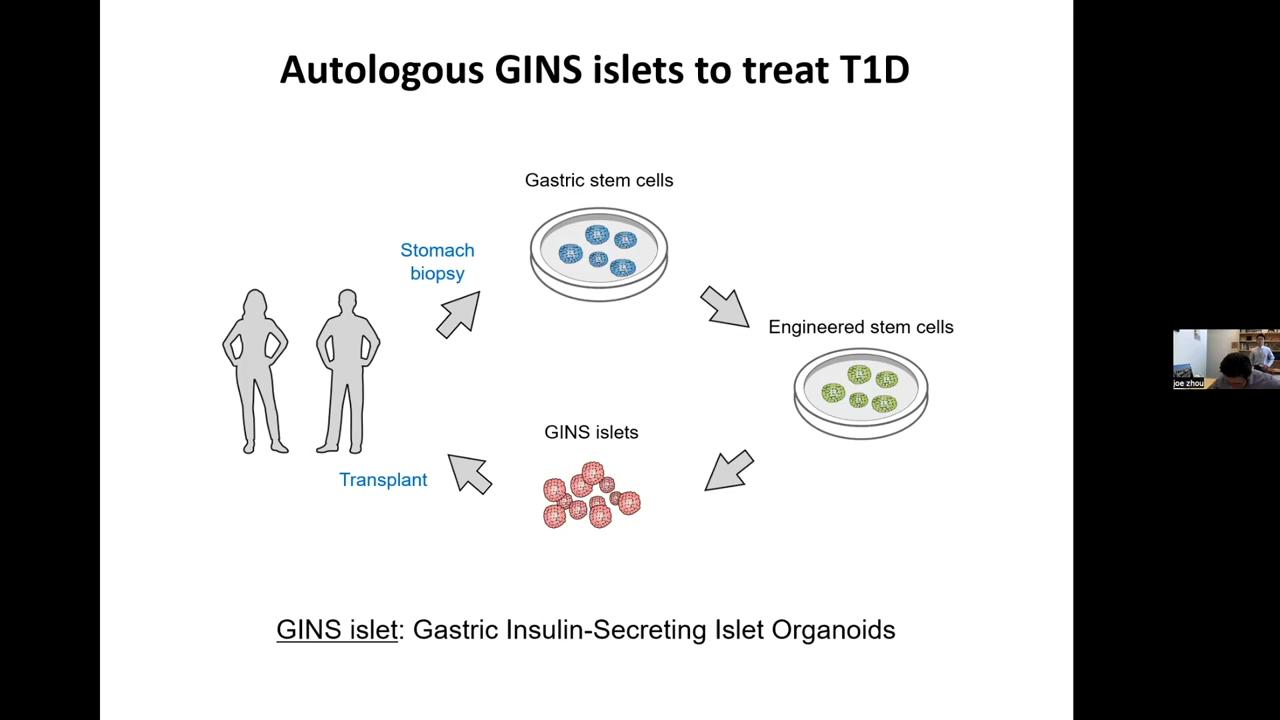 Autologous GINS islets to treat T1D
Gastric stem cells
Stomach
biopsy
Engineered stem cells
GINS islets
Transplant
GINS islet: Gastric Insulin-Secreting Islet Organoids
joe zhou